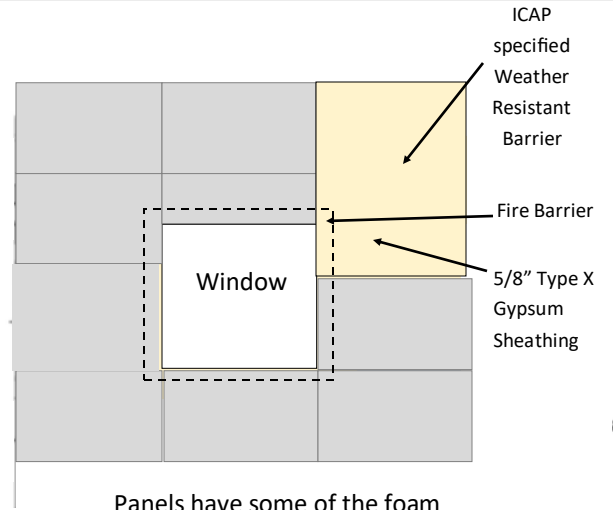 ICAP
specified
Weather
Resistant
Barrier
Fire Barrier
Window
5/8” Type X
Gypsum
Sheathing
Panels have some of the foam